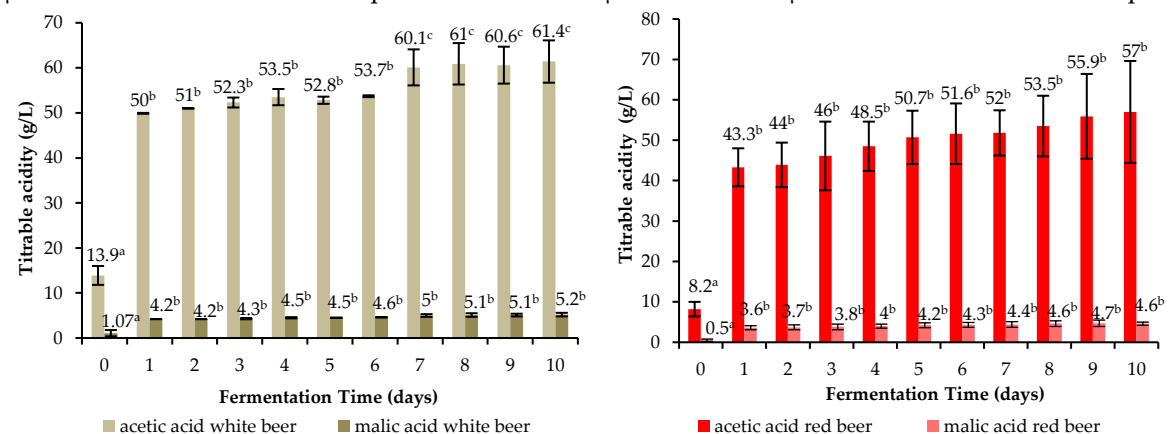 70
60
50
40
30
20
10
0
Titrable acidity (g/L)
13.9ᵃ 50ᵇ 51ᵇ 52.3ᵇ 53.5ᵇ 52.8ᵇ 53.7ᵇ 60.1ᶜ 61ᶜ 60.6ᶜ 61.4ᶜ
1.07ᵃ 4.2ᵇ 4.2ᵇ 4.3ᵇ 4.5ᵇ 4.5ᵇ 4.6ᵇ 5ᵇ 5.1ᵇ 5.1ᵇ 5.2ᵇ
0 1 2 3 4 5 6 7 8 9 10
Fermentation Time (days)
acetic acid white beer malic acid white beer
80
70
60
50
40
30
20
10
0
Titrable acidity (g/L)
8.2ᵃ 43.3ᵇ 44ᵇ 46ᵇ 48.5ᵇ 50.7ᵇ 51.6ᵇ 52ᵇ 53.5ᵇ 55.9ᵇ 57ᵇ
0.5ᵃ 3.6ᵇ 3.7ᵇ 3.8ᵇ 4ᵇ 4.2ᵇ 4.3ᵇ 4.4ᵇ 4.6ᵇ 4.7ᵇ 4.6ᵇ
0 1 2 3 4 5 6 7 8 9 10
Fermentation Time (days)
acetic acid red beer malic acid red beer